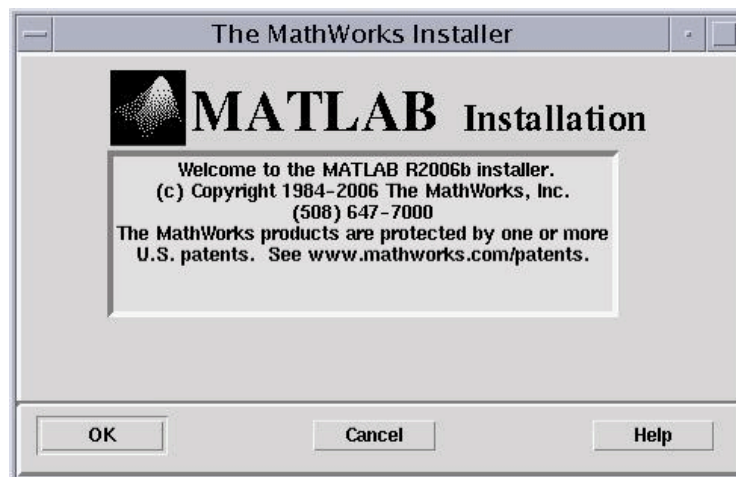 The MathWorks Installer
MATLAB Installation
Welcome to the MATLAB R2006b installer.
(c) Copyright 1984-2006 The MathWorks, Inc.
(508) 647-7000
The MathWorks products are protected by one or more
U.S. patents. See www.mathworks.com/patents.
OK
Cancel
Help